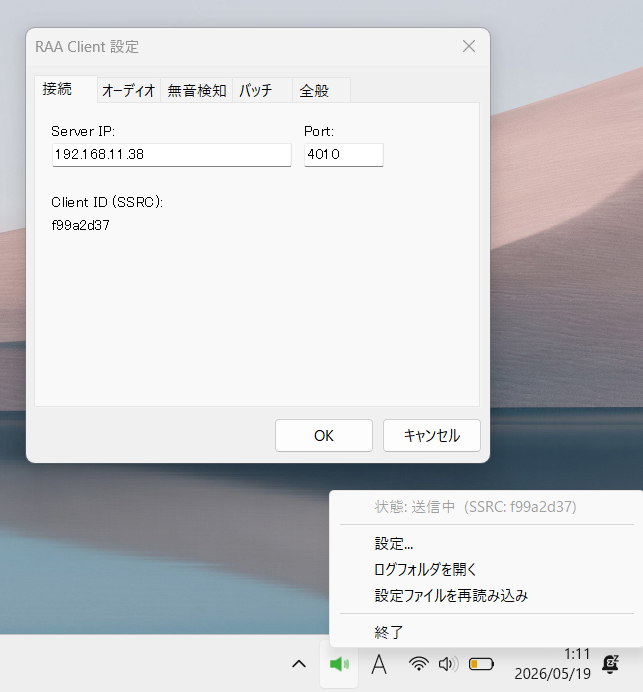 RAA Client 設定
接続 オーディオ 無音検知 パッチ 全般
Server IP: Port:
192.168.11.38 4010
Client ID (SSRC):
f99a2d37
OK キャンセル
状態: 送信中 (SSRC: f99a2d37)
設定...
ログフォルダを開く
設定ファイルを再読み込み
終了
A 1:11
2026/05/19